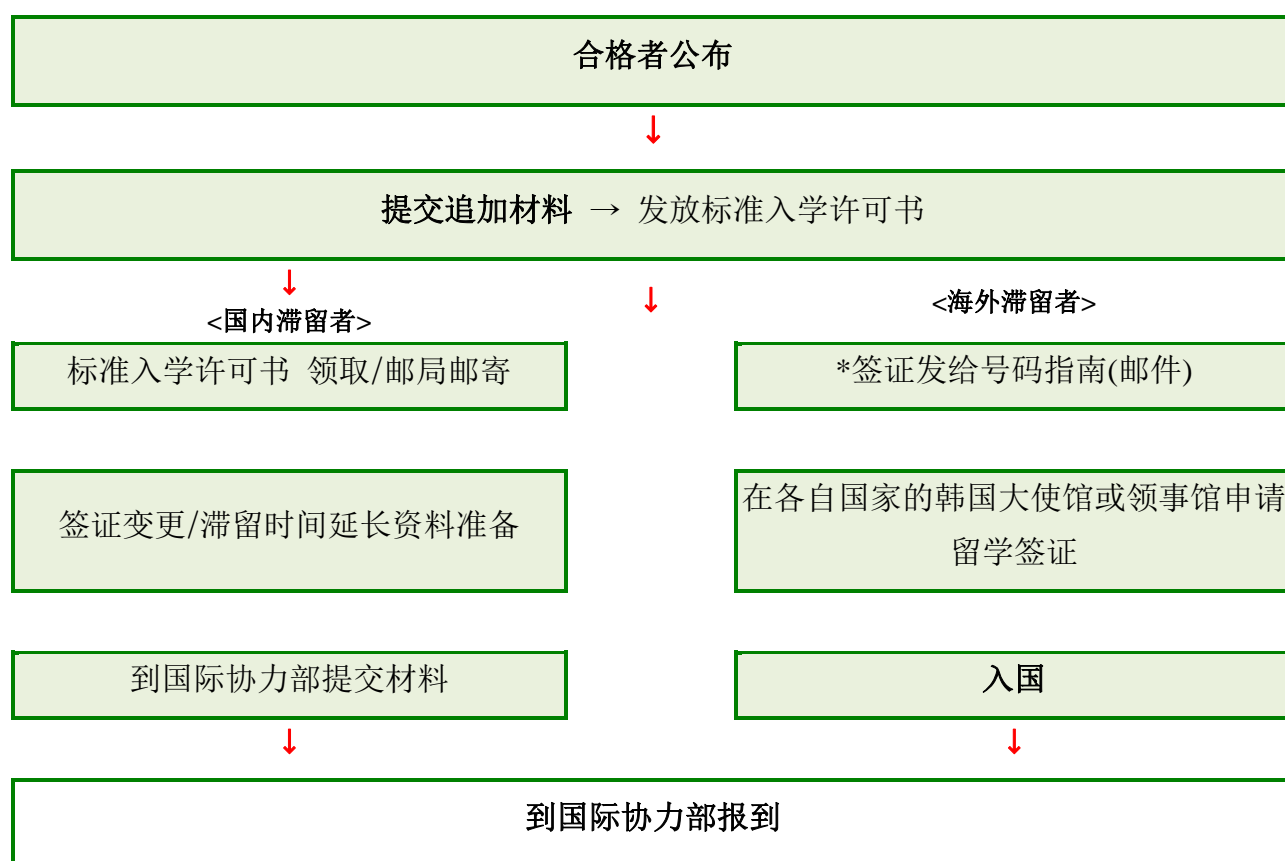 合格者公布
↓
提交追加材料 → 发放标准入学许可书
↓
↓
<国内滞留者>
<海外滞留者>
标准入学许可书 领取/邮局邮寄
*签证发给号码指南(邮件)
签证变更/滞留时间延长资料准备
在各自国家的韩国大使馆或领事馆申请
留学签证
到国际协力部提交材料
入国
↓
↓
到国际协力部报到